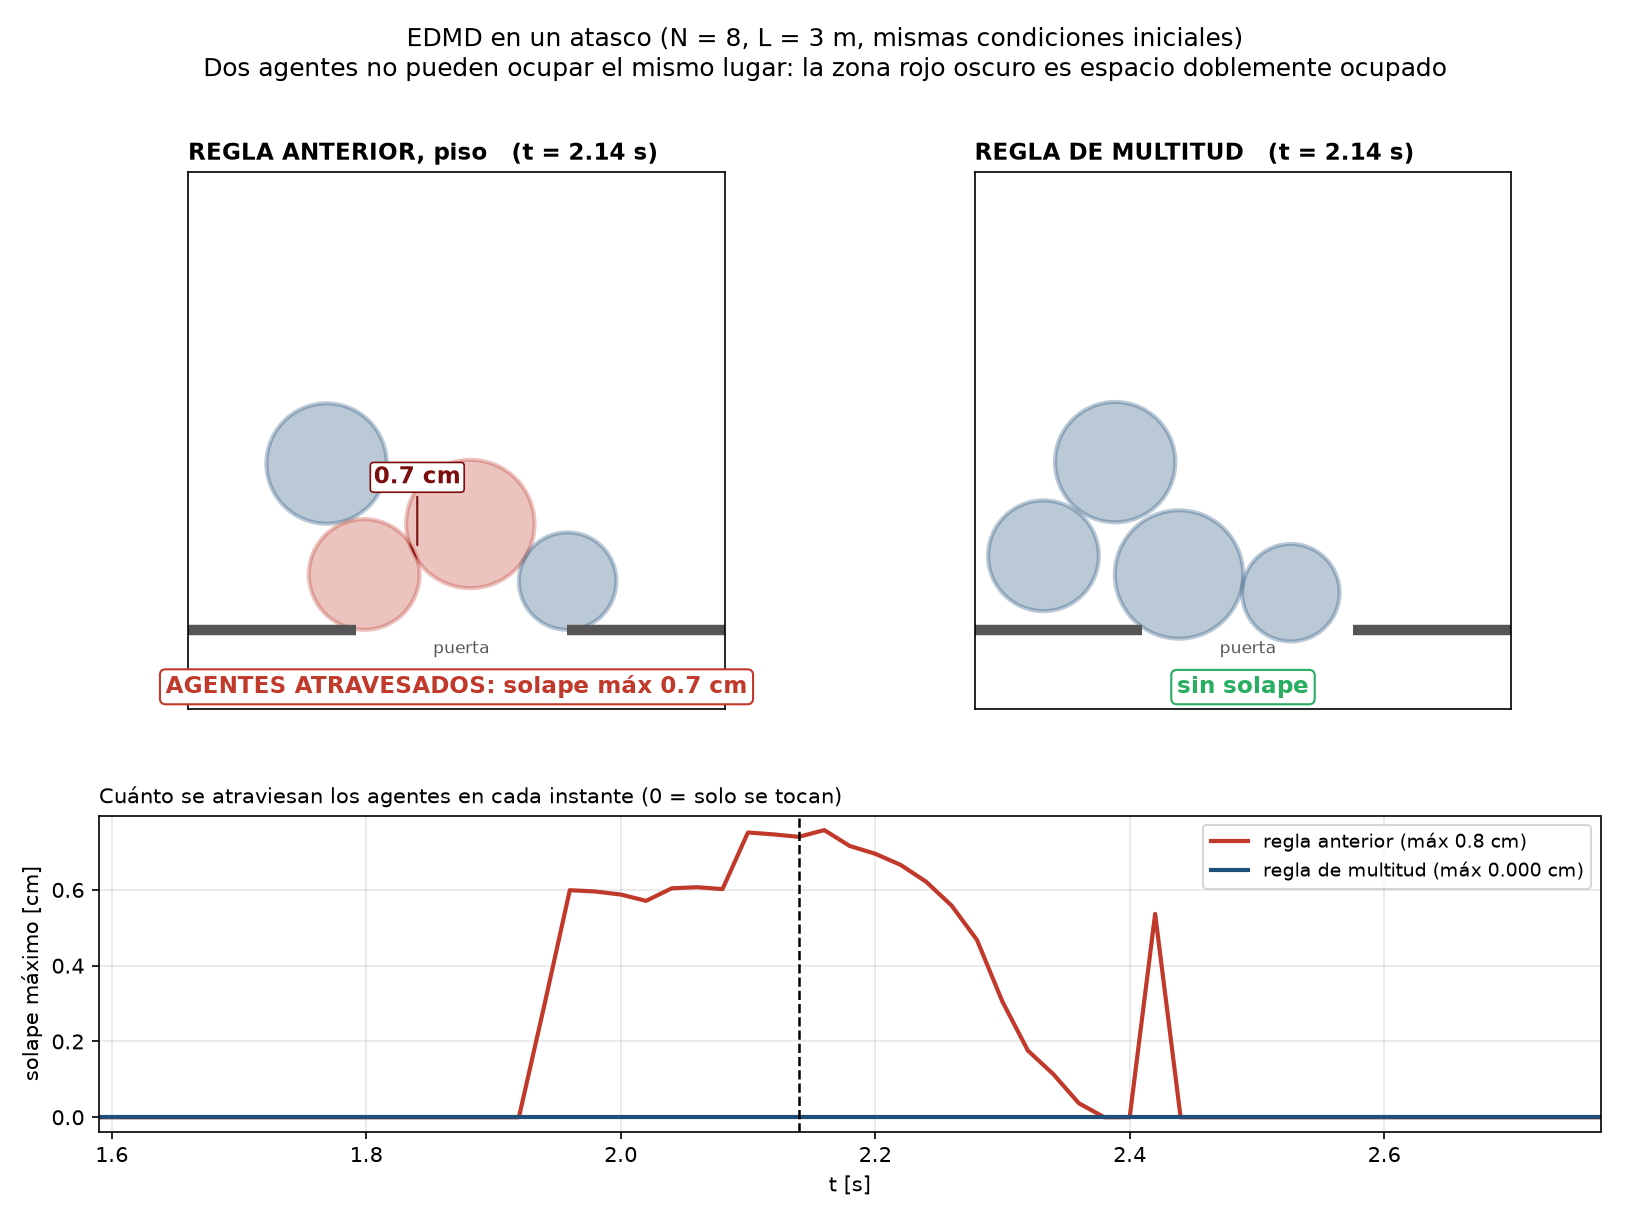 EDMD en un atasco (N = 8, L = 3 m, mismas condiciones iniciales)
Dos agentes no pueden ocupar el mismo lugar: la zona rojo oscuro es espacio doblemente ocupado
REGLA ANTERIOR, piso (t = 2.14 s)
0.7 cm
puerta
AGENTES ATRAVESADOS: solape máx 0.7 cm
REGLA DE MULTITUD (t = 2.14 s)
puerta
sin solape
Cuánto se atraviesan los agentes en cada instante (0 = solo se tocan)
regla anterior (máx 0.8 cm)
regla de multitud (máx 0.000 cm)
solape máximo [cm]
0.6
0.4
0.2
0.0
1.6 1.8 2.0 2.2 2.4 2.6
t [s]